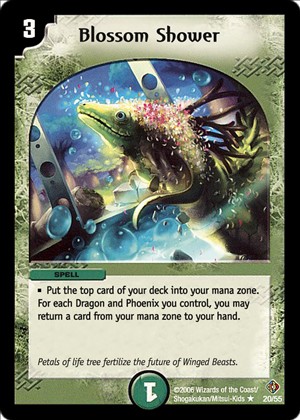 3
Blossom Shower
SPELL
▪ Put the top card of your deck into your mana zone.
For each Dragon and Phoenix you control, you may
return a card from your mana zone to your hand.
Petals of life tree fertilize the future of Winged Beasts.
1
©2006 Wizards of the Coast/
Shogakukan/Mitsui-Kids ★ 20/55